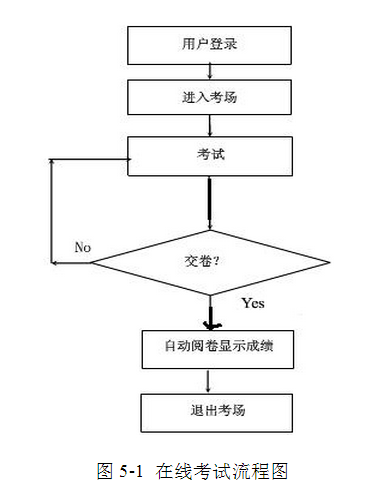 用户登录
进入考场
考试
No
交卷？
Yes
自动阅卷显示成绩
退出考场
图 5-1 在线考试流程图